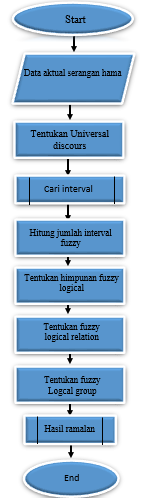 Start
Data aktual serangan hama
Tentukan Universal
discours
Cari interval
Hitung jumlah interval
fuzzy
Tentukan himpunan fuzzy
logical
Tentukan fuzzy
logical relation
Tentukan fuzzy
Logcal group
Hasil ramalan
End